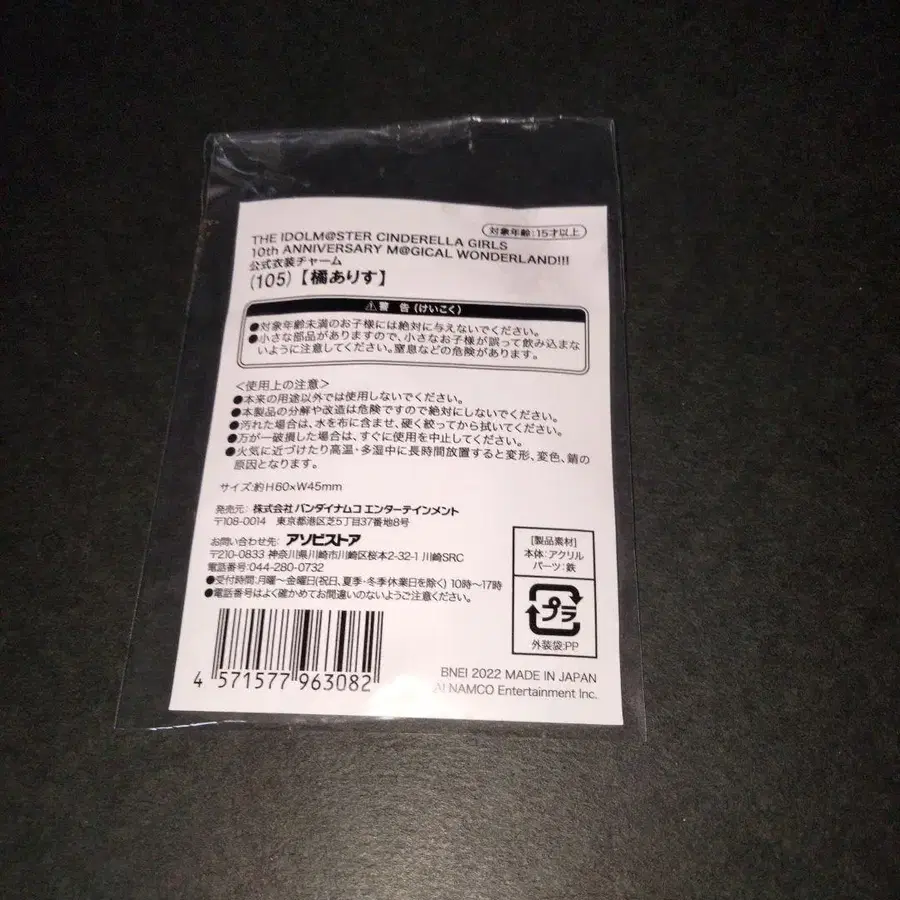 対象年齢:15才以上
THE IDOLM@STER CINDERELLA GIRLS
10th ANNIVERSARY M@GICAL WONDERLAND!!!
公式衣装チャーム
(105)【橘ありす】
⚠警 告(けいこく)
●対象年齢未満のお子様には絶対に与えないでください。
●小さな部品がありますので、小さなお子様が誤って飲み込まな
いように注意してください。窒息などの危険があります。
<使用上の注意>
●本来の用途以外では使用しないでください。
●本製品の分解や改造は危険ですので絶対にしないでください。
●汚れた場合は、水を布に含ませ、硬く絞ってから拭いてください。
●万が一破損した場合は、すぐに使用を中止してください。
●火気に近づけたり高温・多湿中に長時間放置すると変形、変色、錆の
原因となります。
サイズ:約H60×W45mm
発売元: 株式会社 バンダイナムコ エンターテインメント
〒108-0014 東京都港区芝5丁目37番地8号
お問い合わせ先: アソビストア
〒210-0833 神奈川県川崎市川崎区桜本2-32-1 川崎SRC
電話番号:044-280-0732
●受付時間:月曜~金曜日(祝日、夏季・冬季休業日を除く) 10時~17時
●電話番号はよく確かめてお間違いのないようご注意ください。
[製品素材]
本体:アクリル
パーツ:鉄
プラ
外装袋:PP
4 571577 963082
BNEI 2022 MADE IN JAPAN
NAMCO Entertainment Inc.